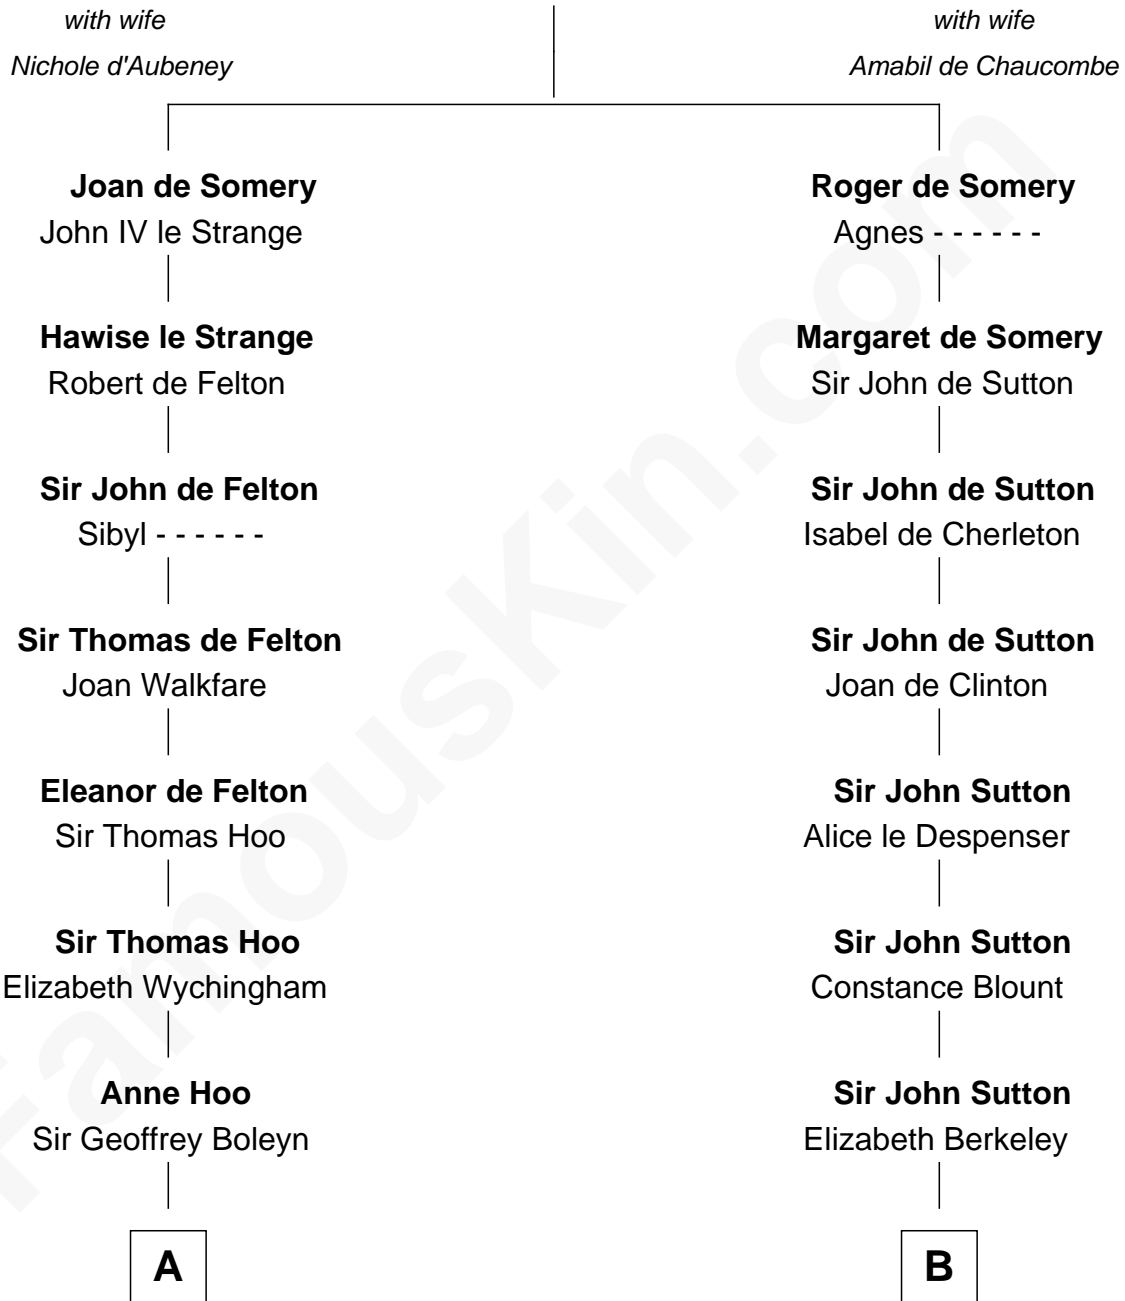 with wife
Nichole d'Aubeney
with wife
Amabil de Chaucombe
Joan de Somery
John IV le Strange
Roger de Somery
Agnes - - - - - -
Hawise le Strange
Robert de Felton
Margaret de Somery
Sir John de Sutton
Sir John de Felton
Sibyl - - - - - -
Sir John de Sutton
Isabel de Cherleton
Sir Thomas de Felton
Joan Walkfare
Sir John de Sutton
Joan de Clinton
Eleanor de Felton
Sir Thomas Hoo
Sir John Sutton
Alice le Despenser
Sir Thomas Hoo
Elizabeth Wychingham
Sir John Sutton
Constance Blount
Anne Hoo
Sir Geoffrey Boleyn
Sir John Sutton
Elizabeth Berkeley
A
B
FamousKin.com